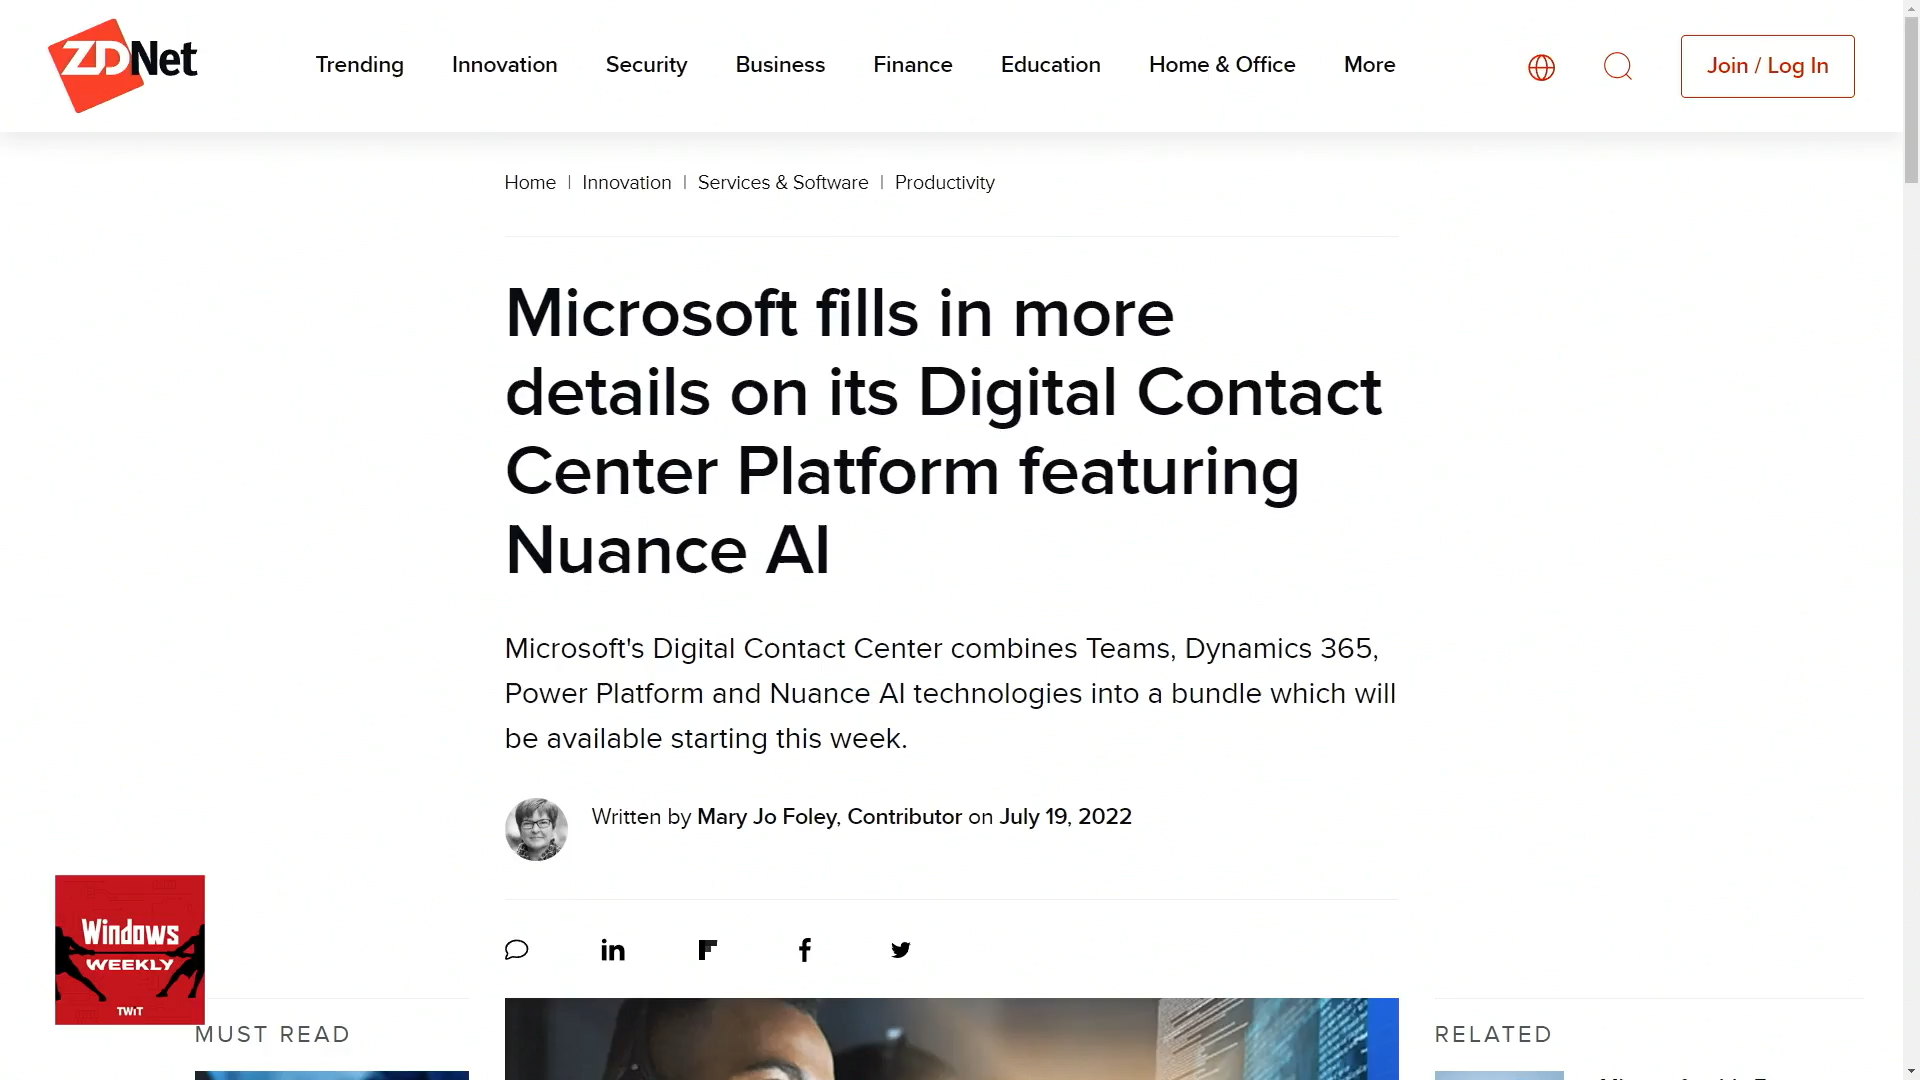 ZDNet
Trending Innovation Security Business Finance Education Home & Office More
Join / Log In
Home | Innovation | Services & Software | Productivity
Microsoft fills in more
details on its Digital Contact
Center Platform featuring
Nuance AI
Microsoft's Digital Contact Center combines Teams, Dynamics 365,
Power Platform and Nuance AI technologies into a bundle which will
be available starting this week.
Written by Mary Jo Foley, Contributor on July 19, 2022
Windows
WEEKLY
TWiT
MUST READ
RELATED